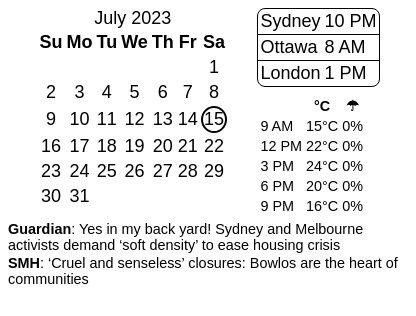 July 2023
Su Mo Tu We Th Fr Sa
1
2 3 4 5 6 7 8
9 10 11 12 13 14 15
16 17 18 19 20 21 22
23 24 25 26 27 28 29
30 31
Sydney 10 PM
Ottawa 8 AM
London 1 PM
°C ☂
9 AM 15°C 0%
12 PM 22°C 0%
3 PM 24°C 0%
6 PM 20°C 0%
9 PM 16°C 0%
Guardian: Yes in my back yard! Sydney and Melbourne
activists demand ‘soft density’ to ease housing crisis
SMH: ‘Cruel and senseless’ closures: Bowlos are the heart of
communities